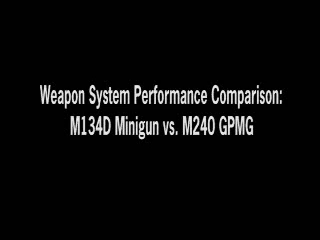 Weapon System Performance Comparison:
M134D Minigun vs. M240 GPMG